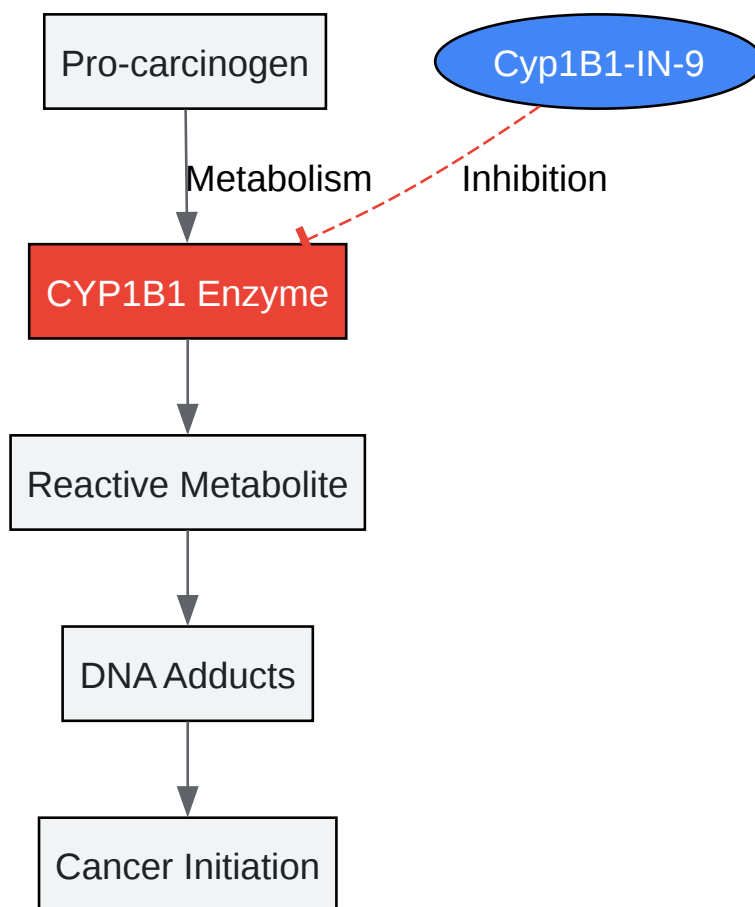 Pro-carcinogen
Cyp1B1-IN-9
Metabolism
Inhibition
CYP1B1 Enzyme
Reactive Metabolite
DNA Adducts
Cancer Initiation